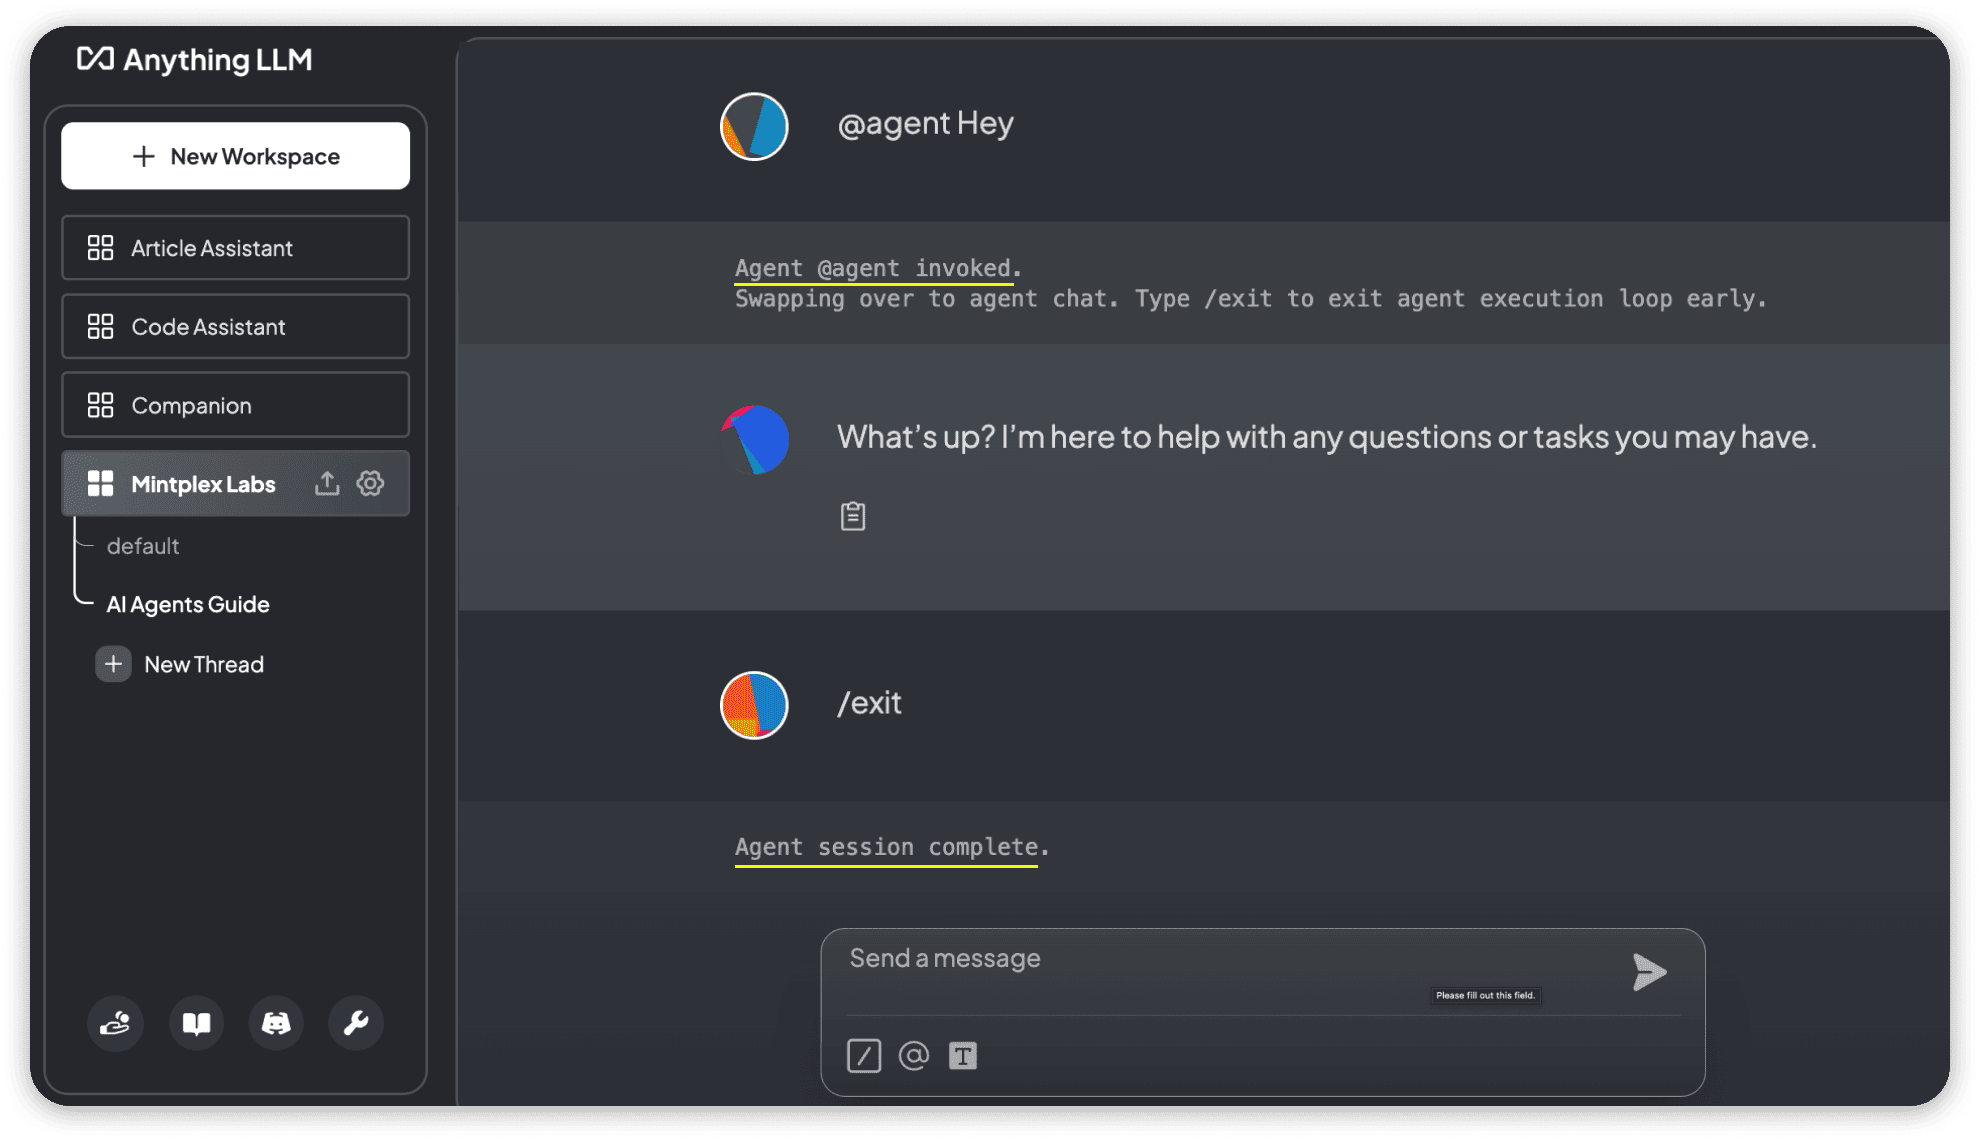 Anything LLM
New Workspace
Article Assistant
Code Assistant
Companion
Mintplex Labs
default
AI Agents Guide
New Thread
@agent Hey
Agent @agent invoked.
Swapping over to agent chat. Type /exit to exit agent execution loop early.
What's up? I'm here to help with any questions or tasks you may have.
/exit
Agent session complete.
Send a message
Please fill out this field.